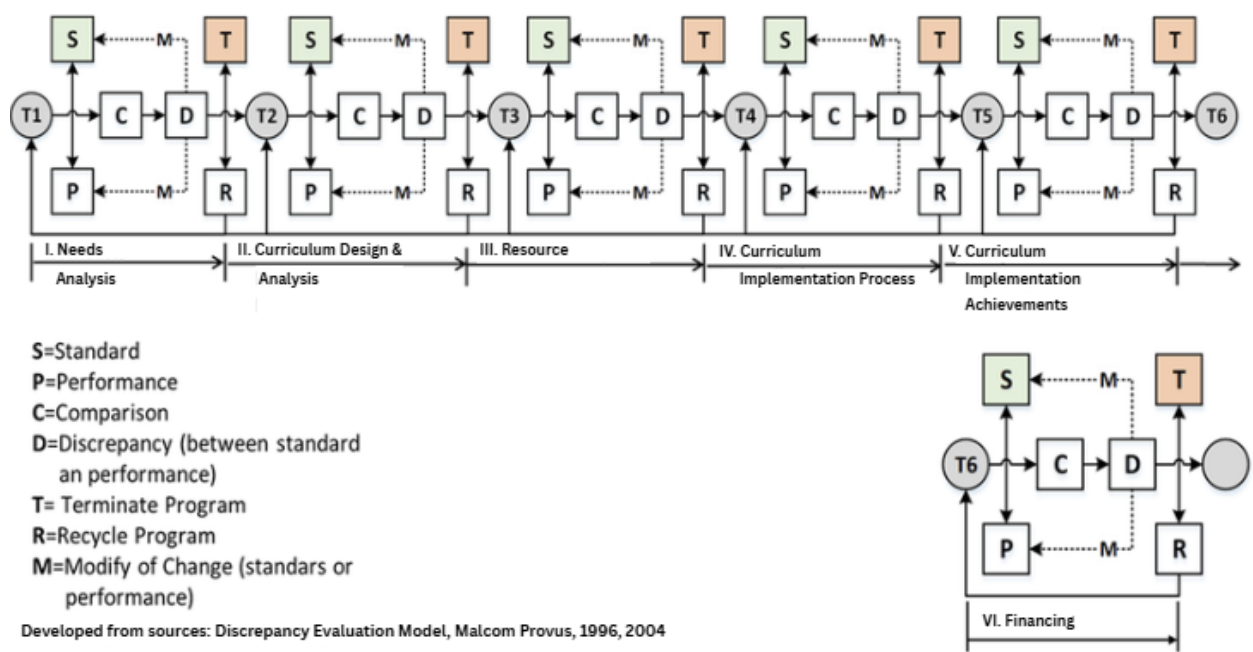 S M T S M T S M T S M T S M T
T1 C D T2 C D T3 C D T4 C D T5 C D T6
P M R P M R P M R P M R P M R
I. Needs
Analysis
II. Curriculum Design &
Analysis
III. Resource
IV. Curriculum
Implementation Process
V. Curriculum
Implementation
Achievements
S=Standard
P=Performance
C=Comparison
D=Discrepancy (between standard
an performance)
T= Terminate Program
R=Recycle Program
M=Modify of Change (standars or
performance)
Developed from sources: Discrepancy Evaluation Model, Malcom Provus, 1996, 2004
S M T
T6 C D
P M R
VI. Financing